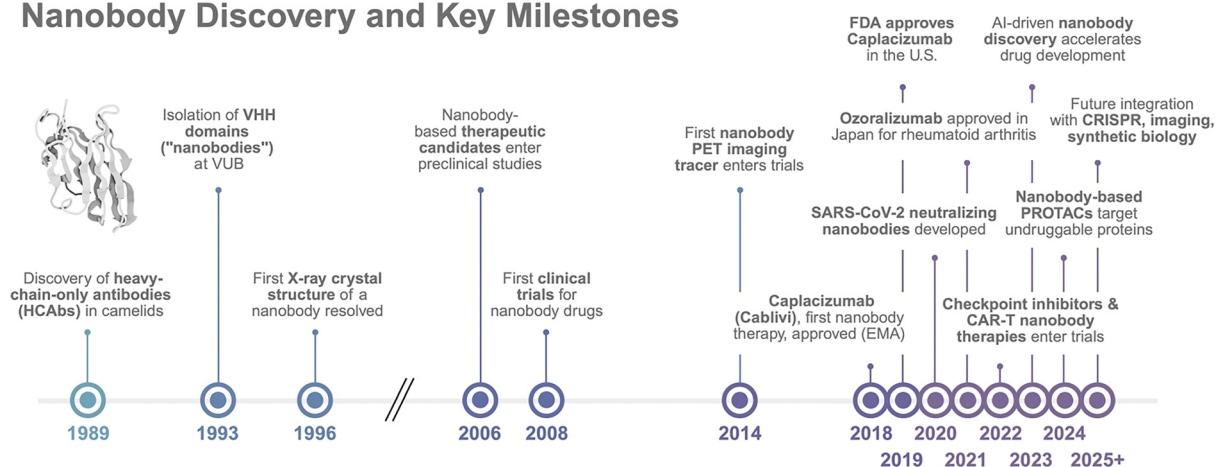 Nanobody Discovery and Key Milestones
Discovery of heavy-
chain-only antibodies
(HCAbs) in camelids
1989
Isolation of VHH
domains
("nanobodies")
at VUB
1993
First X-ray crystal
structure of a
nanobody resolved
1996
Nanobody-
based therapeutic
candidates enter
preclinical studies
2006
First clinical
trials for
nanobody drugs
2008
First nanobody
PET imaging
tracer enters trials
2014
Caplacizumab
(Cablivi), first nanobody
therapy, approved (EMA)
2018
FDA approves
Caplacizumab
in the U.S.
2019
SARS-CoV-2 neutralizing
nanobodies developed
2020
Ozoralizumab approved in
Japan for rheumatoid arthritis
2021
Checkpoint inhibitors &
CAR-T nanobody
therapies enter trials
2022
AI-driven nanobody
discovery accelerates
drug development
2023
Nanobody-based
PROTACs target
undruggable proteins
2024
Future integration
with CRISPR, imaging,
synthetic biology
2025+